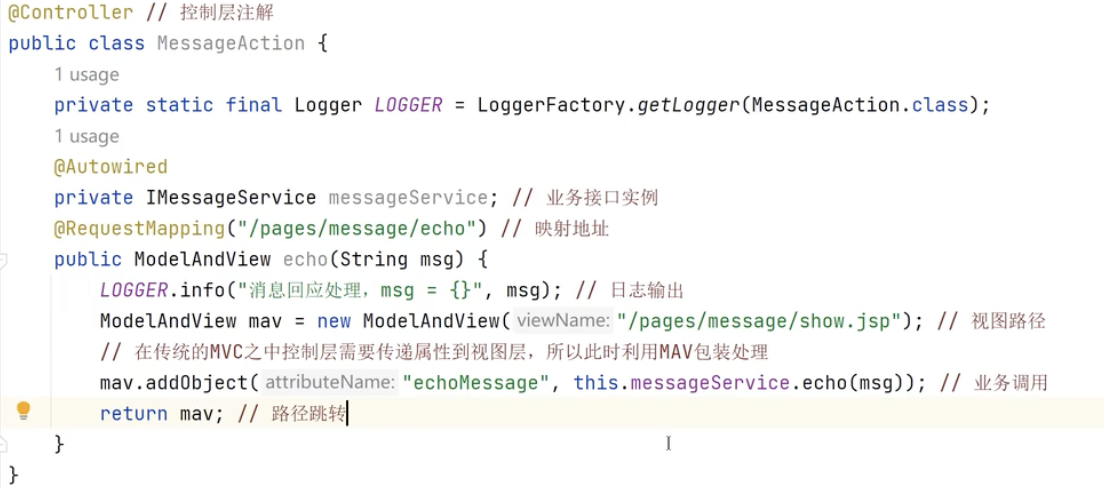 @Controller // 控制层注解
public class MessageAction {
1 usage
private static final Logger LOGGER = LoggerFactory.getLogger(MessageAction.class);
1 usage
@Autowired
private IMessageService messageService; // 业务接口实例
@RequestMapping("/pages/message/echo") // 映射地址
public ModelAndView echo(String msg) {
LOGGER.info("消息回应处理，msg = {}", msg); // 日志输出
ModelAndView mav = new ModelAndView( viewName: "/pages/message/show.jsp"); // 视图路径
// 在传统的MVC之中控制层需要传递属性到视图层，所以此时利用MAV包装处理
mav.addObject( attributeName: "echoMessage", this.messageService.echo(msg)); // 业务调用
return mav; // 路径跳转
}
}